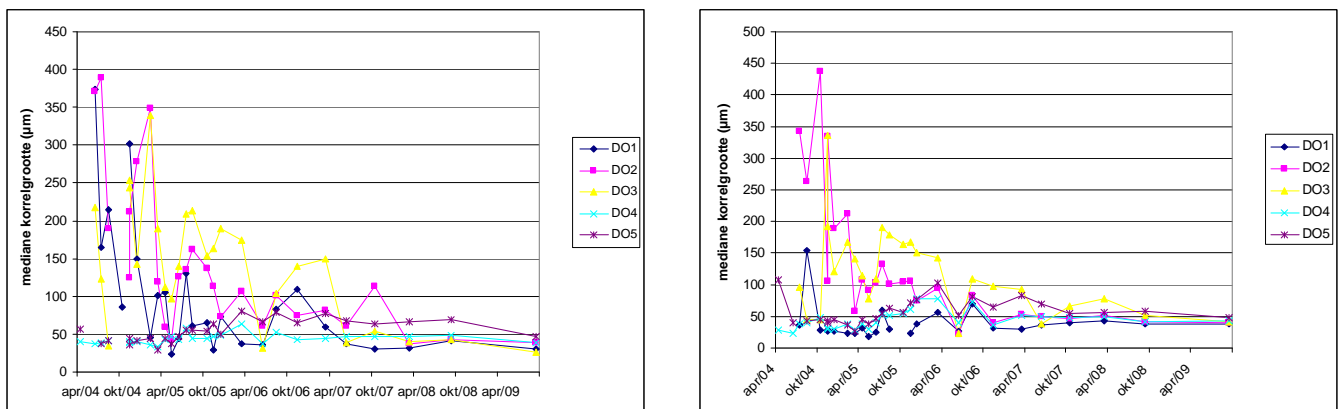 mediane korrelgrootte (µm)
450
400
350
300
250
200
150
100
50
0
apr/04 okt/04 apr/05 okt/05 apr/06 okt/06 apr/07 okt/07 apr/08 okt/08 apr/09
DO1
DO2
DO3
DO4
DO5
mediane korrelgrootte (µm)
500
450
400
350
300
250
200
150
100
50
0
apr/04 okt/04 apr/05 okt/05 apr/06 okt/06 apr/07 okt/07 apr/08 okt/08 apr/09
DO1
DO2
DO3
DO4
DO5